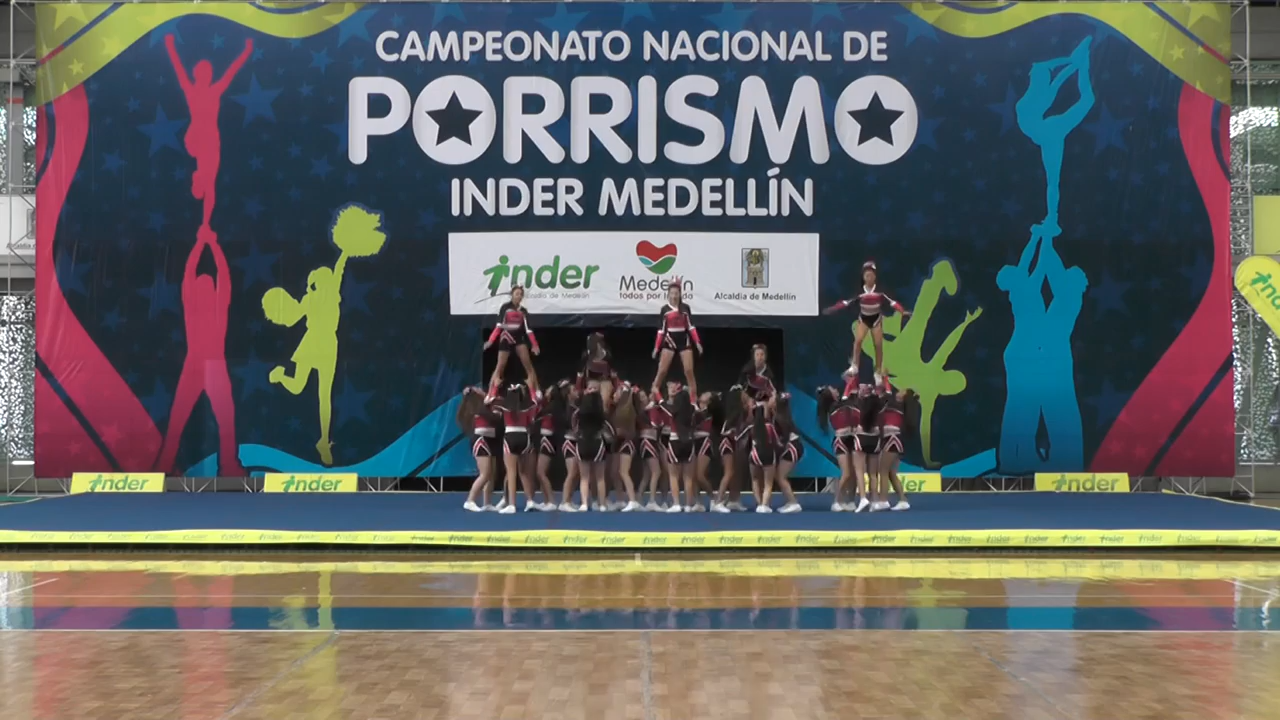 CAMPEONATO NACIONAL DE
PORRISMO
INDER MEDELLÍN
inder
Alcaldía de Medellín
Medellín
todos por la vida
Alcaldía de Medellín
inder
inder
inder
inder